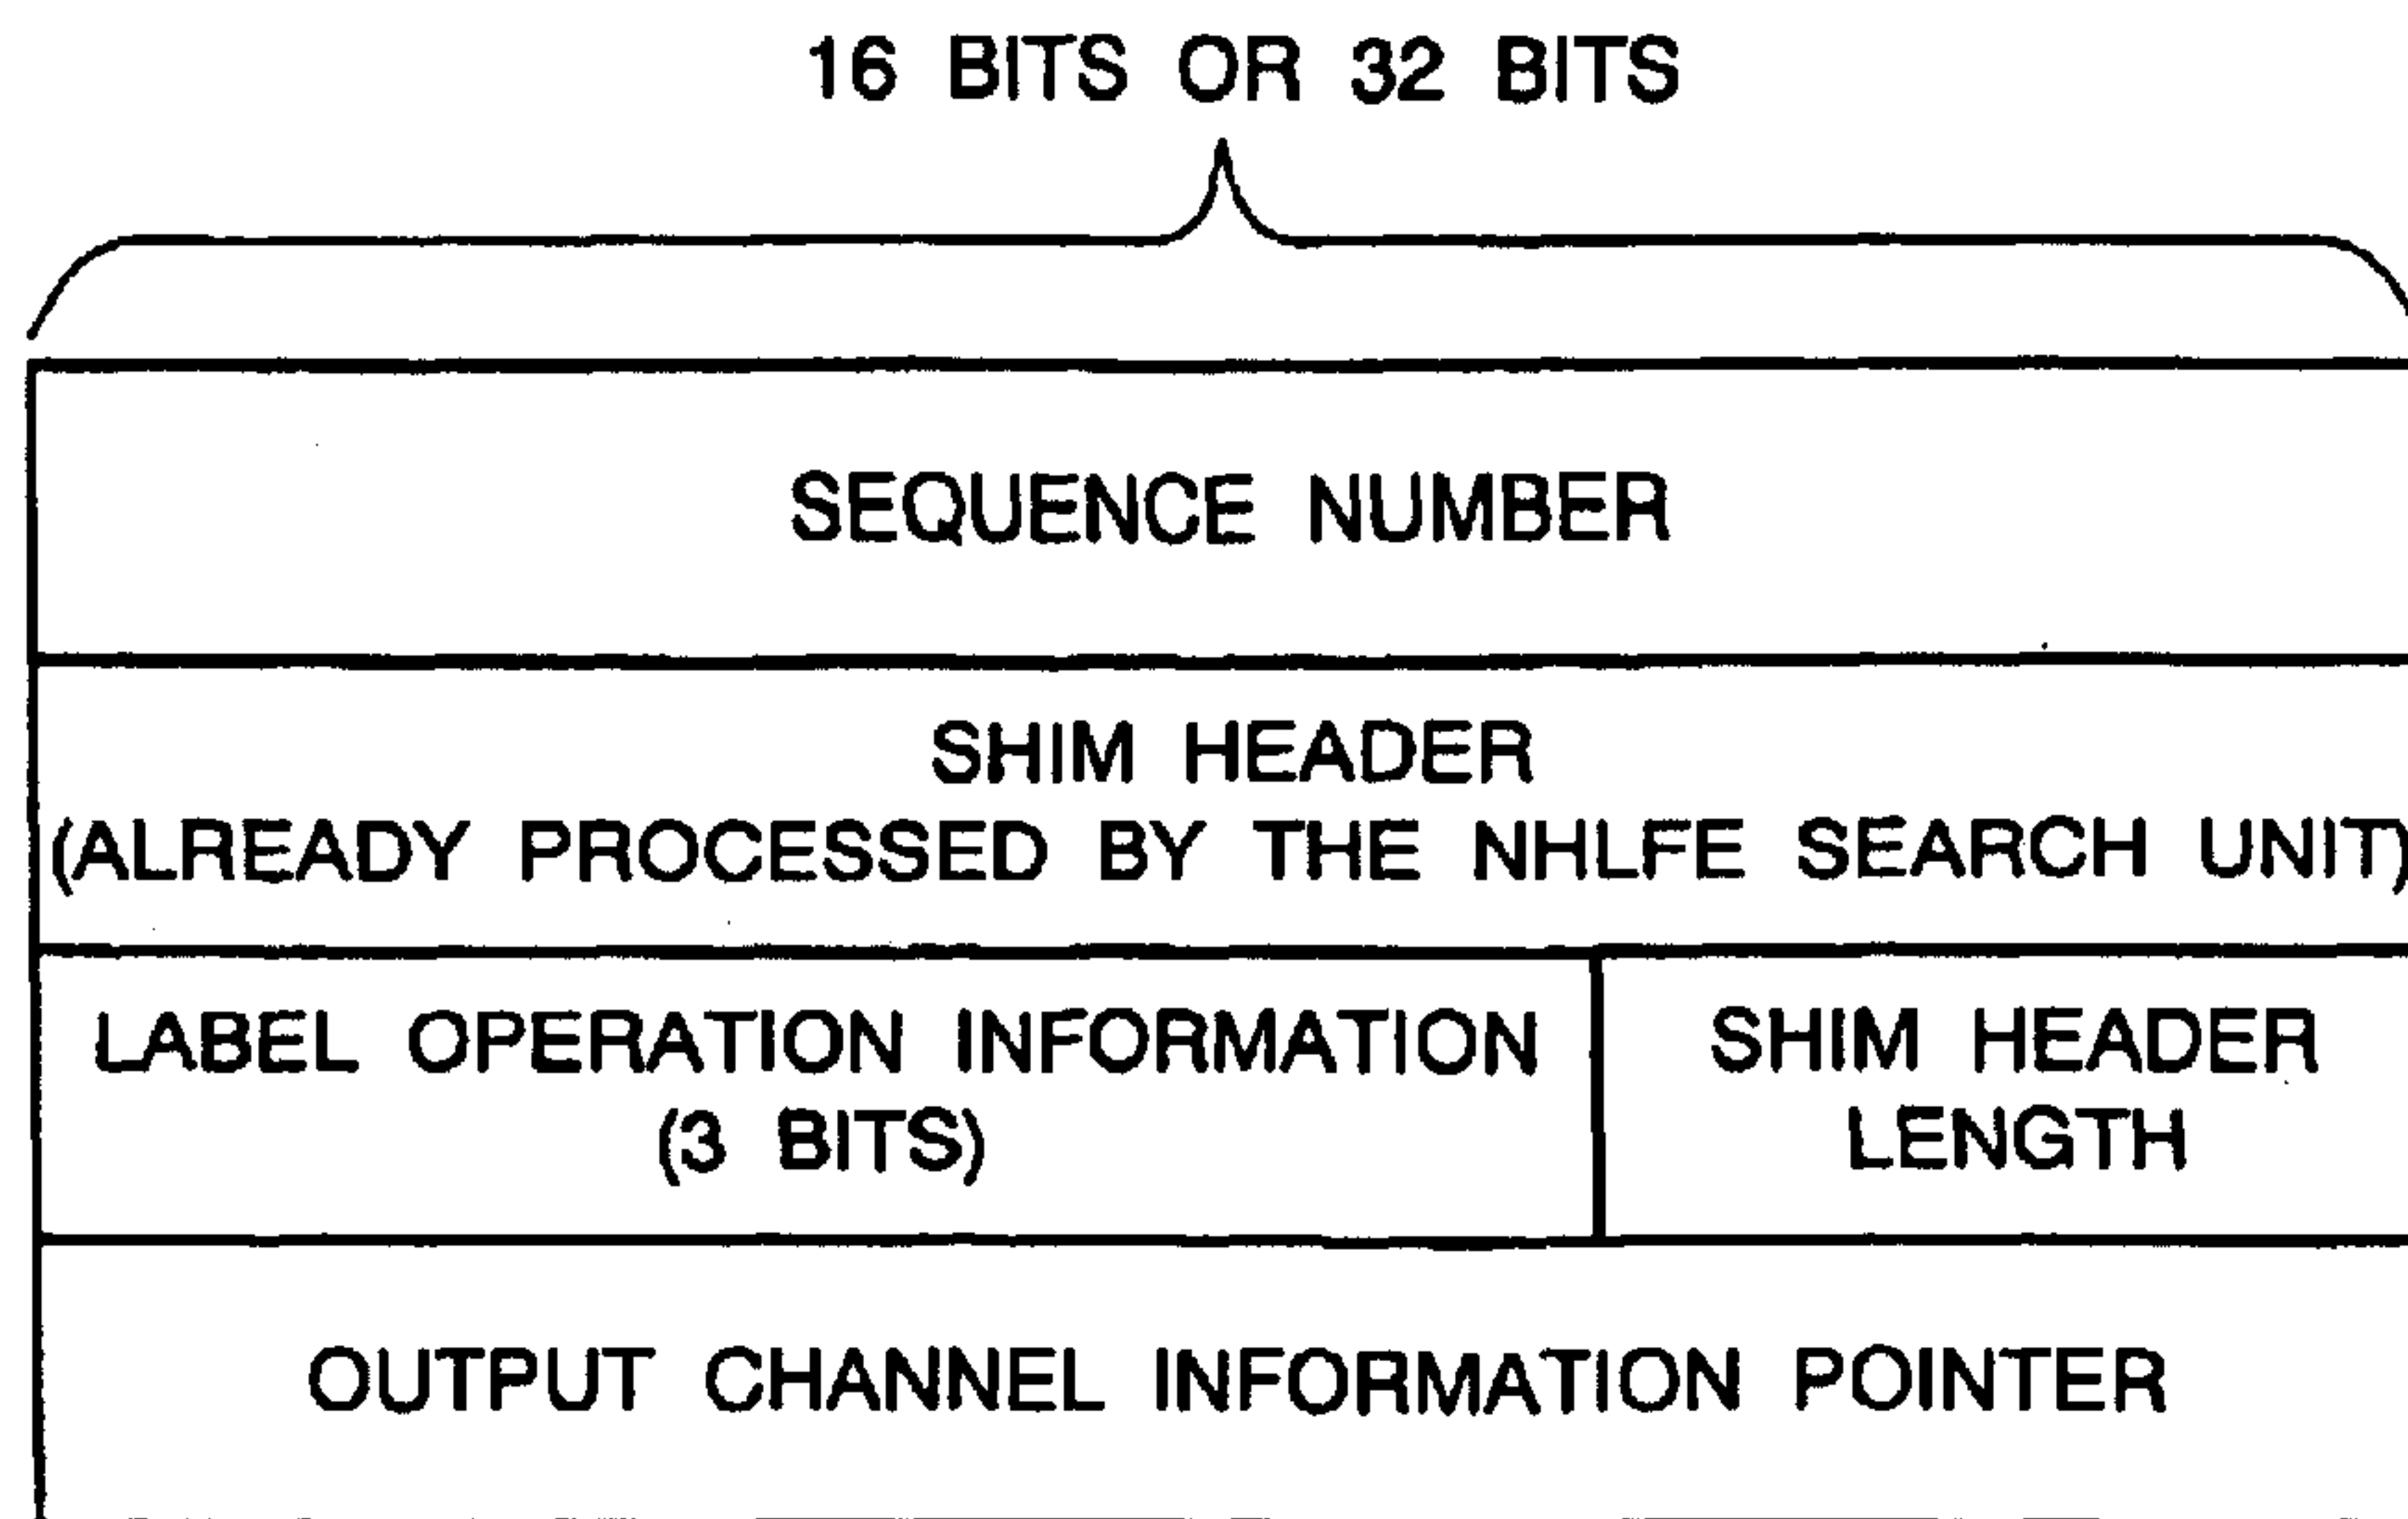 16 BITS OR 32 BITS
SEQUENCE NUMBER
SHIM HEADER
(ALREADY PROCESSED BY THE NHLFE SEARCH UNIT)
LABEL OPERATION INFORMATION
(3 BITS)
SHIM HEADER
LENGTH
OUTPUT CHANNEL INFORMATION POINTER